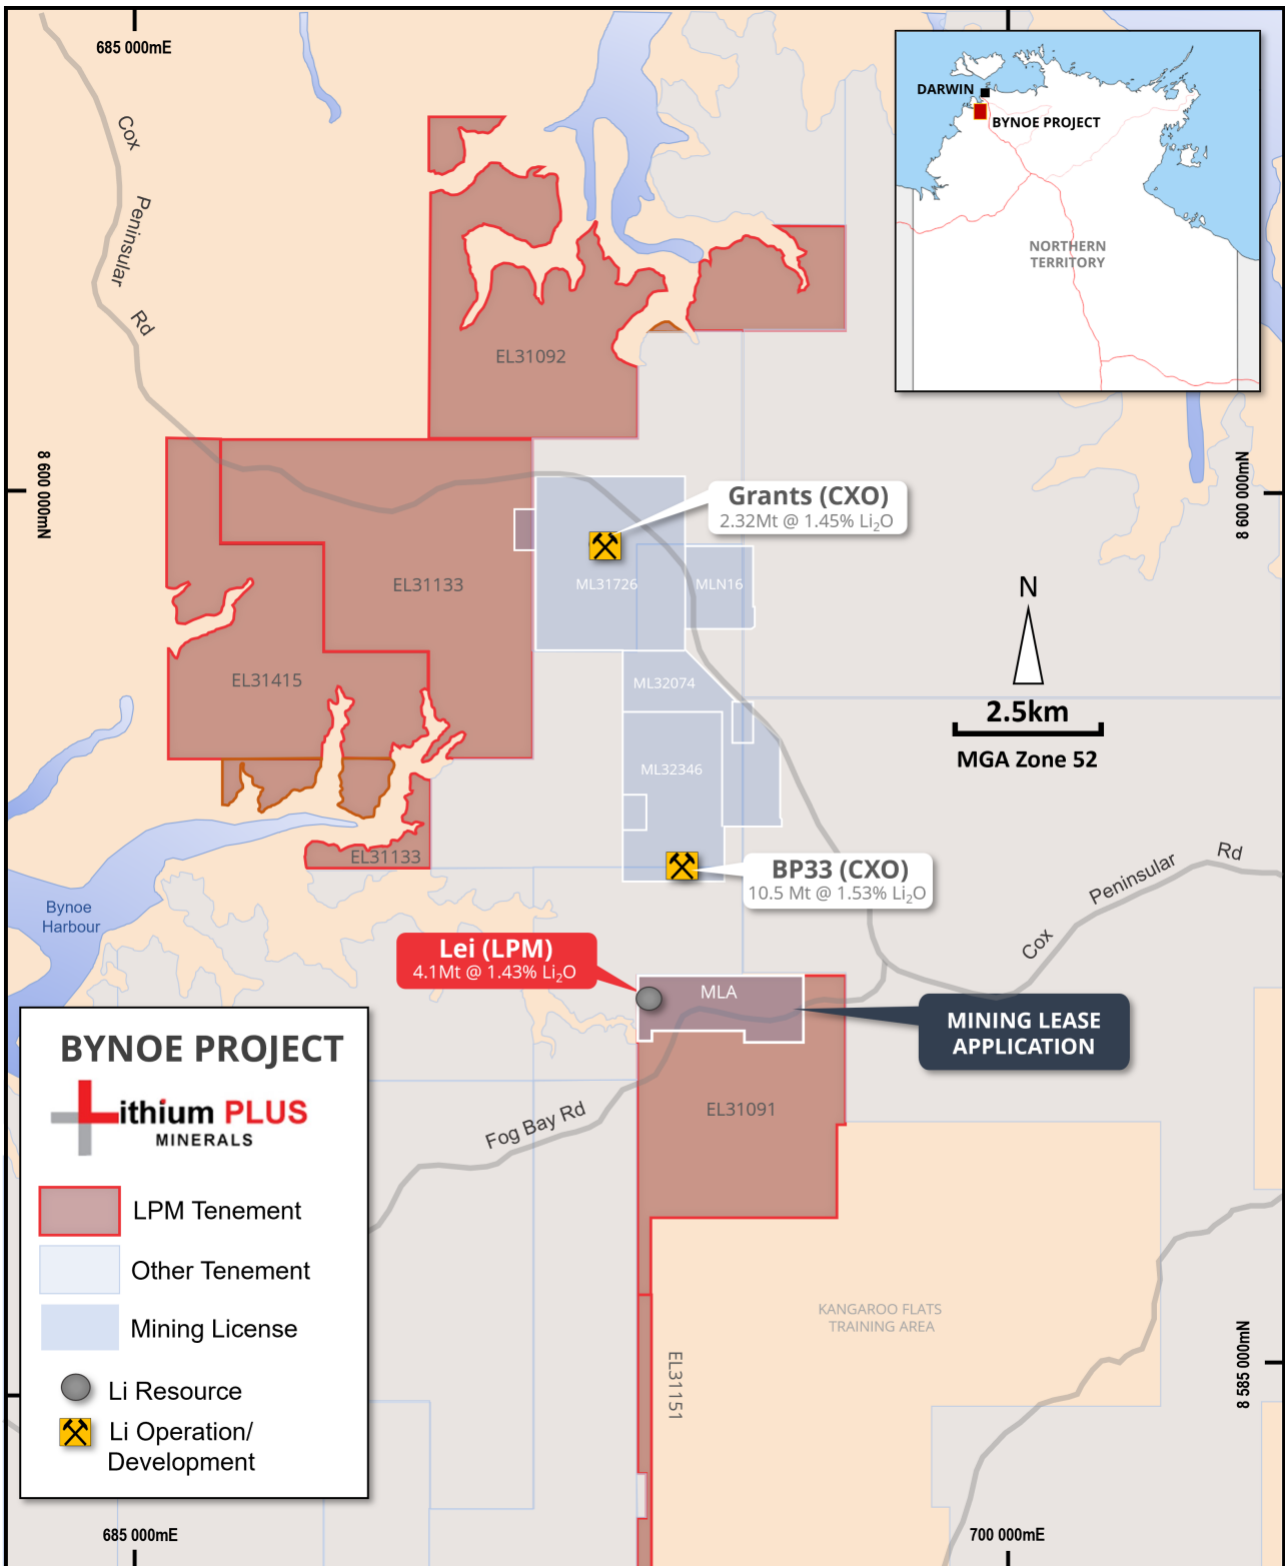 685 000mE
Cox
Peninsular
Rd
DARWIN
BYNOE PROJECT
NORTHERN
TERRITORY
EL31092
8 600 000mN
8 600 000mN
Grants (CXO)
2.32Mt @ 1.45% Li₂O
EL31133
ML31726
MLN16
N
EL31415
ML32074
2.5km
MGA Zone 52
ML32346
EL31133
BP33 (CXO)
10.5 Mt @ 1.53% Li₂O
Cox
Peninsular
Rd
Bynoe
Harbour
Lei (LPM)
4.1Mt @ 1.43% Li₂O
MLA
MINING LEASE
APPLICATION
EL31091
Fog Bay Rd
KANGAROO FLATS
TRAINING AREA
EL31151
8 585 000mN
BYNOE PROJECT
Lithium PLUS
MINERALS
LPM Tenement
Other Tenement
Mining License
Li Resource
Li Operation/
Development
685 000mE
700 000mE